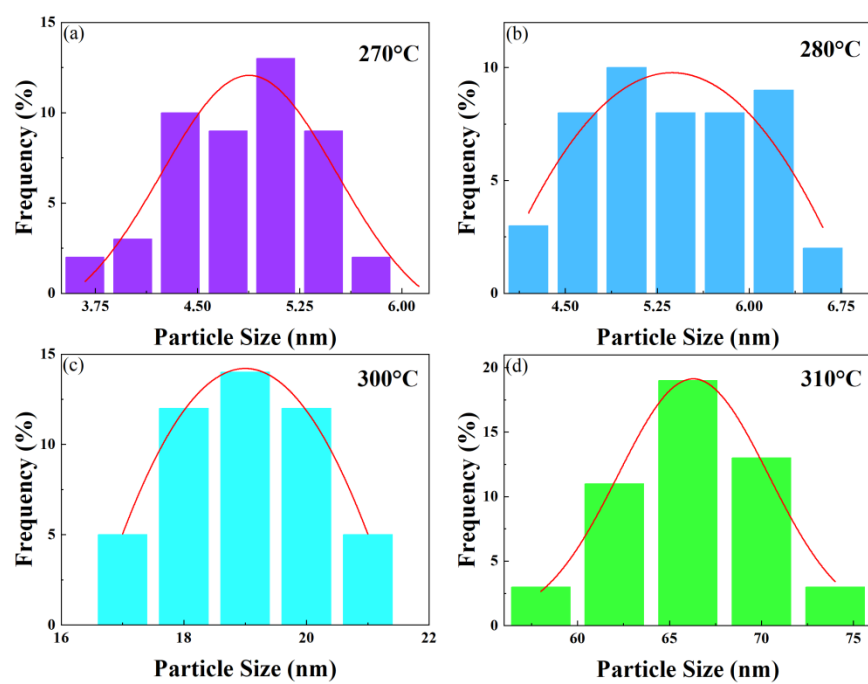 (a)
270°C
15
10
5
0
Frequency (%)
3.75
4.50
5.25
6.00
Particle Size (nm)
(b)
280°C
10
5
0
Frequency (%)
4.50
5.25
6.00
6.75
Particle Size (nm)
(c)
300°C
15
10
5
0
Frequency (%)
16
18
20
22
Particle Size (nm)
(d)
310°C
20
15
10
5
0
Frequency (%)
60
65
70
75
Particle Size (nm)